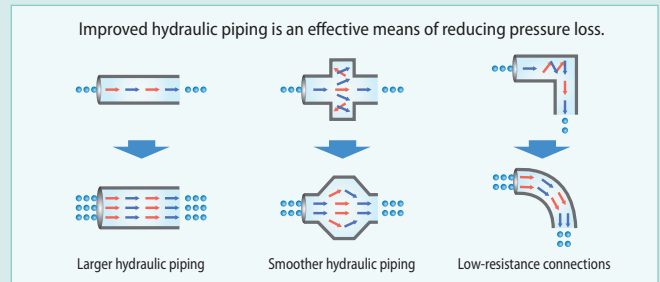 Improved hydraulic piping is an effective means of reducing pressure loss.
Larger hydraulic piping
Smoother hydraulic piping
Low-resistance connections